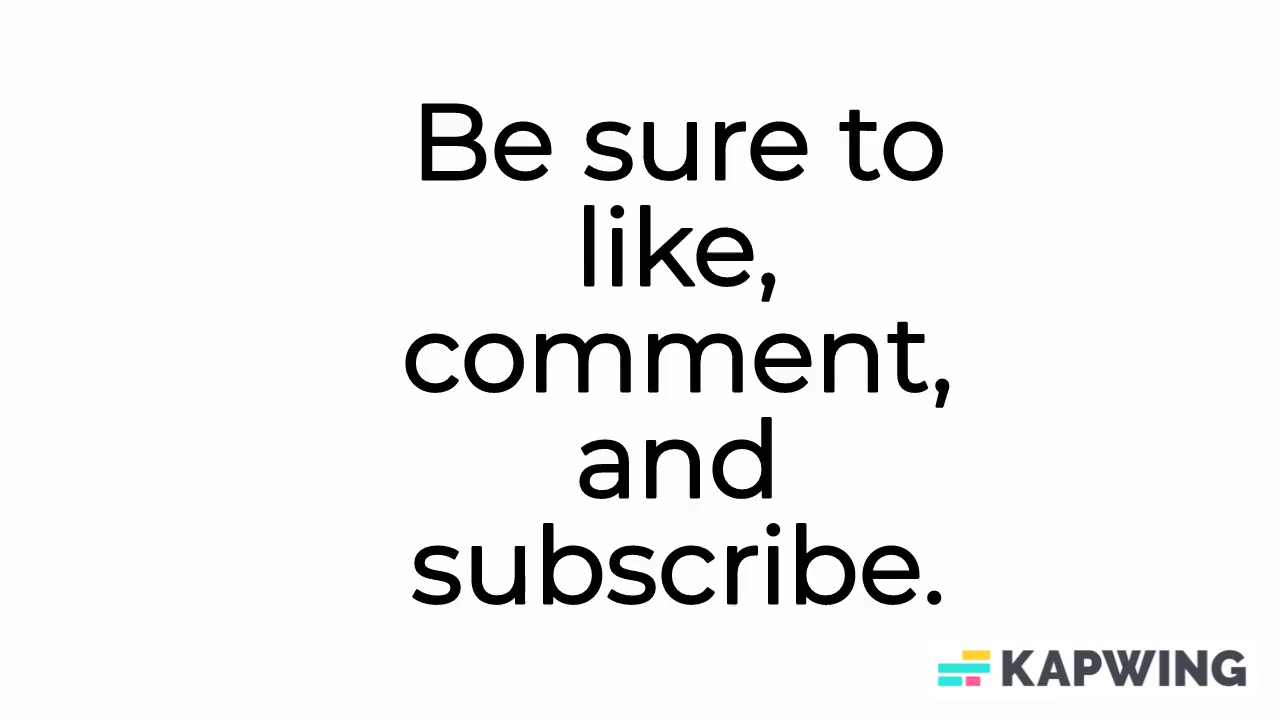 Be sure to
like,
comment,
and
subscribe.
KAPWING